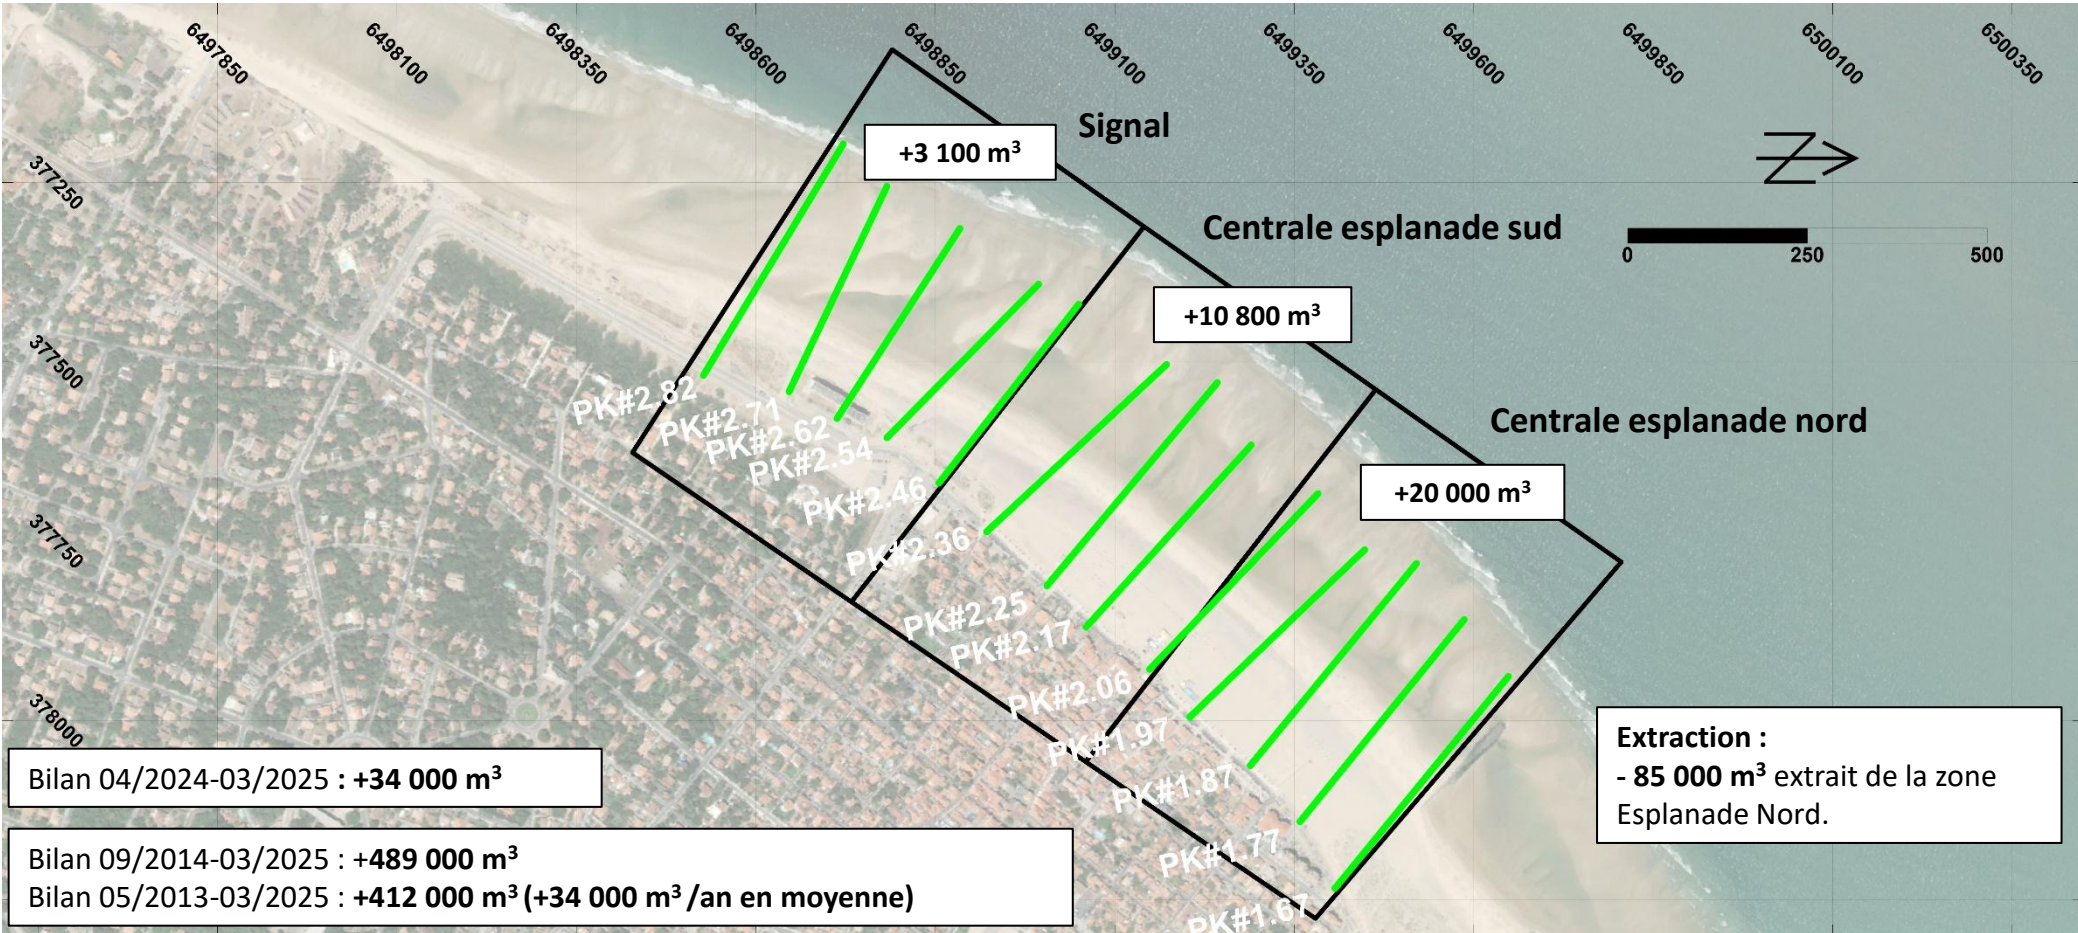 6497850
6498100
6498350
6498600
6498850
6499100
6499350
6499600
6499850
6500100
6500350
377250
377500
377750
378000
Signal
+3 100 m³
Centrale esplanade sud
+10 800 m³
Centrale esplanade nord
+20 000 m³
0 250 500
PK#2.82
PK#2.71
PK#2.62
PK#2.54
PK#2.46
PK#2.36
PK#2.25
PK#2.17
PK#2.06
PK#1.97
PK#1.87
PK#1.77
PK#1.67
Extraction :
- 85 000 m³ extrait de la zone
Esplanade Nord.
Bilan 04/2024-03/2025 : +34 000 m³
Bilan 09/2014-03/2025 : +489 000 m³
Bilan 05/2013-03/2025 : +412 000 m³ (+34 000 m³ /an en moyenne)